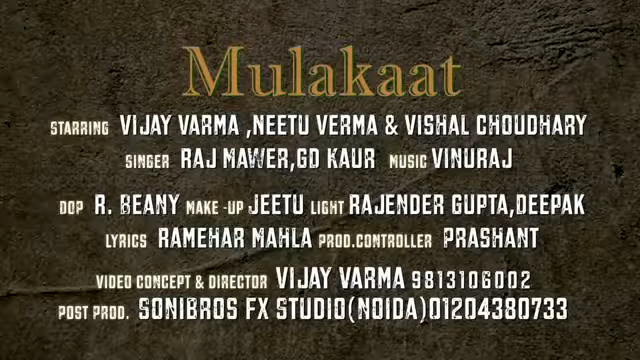 Mulakaat
STARRING VIJAY VARMA ,NEETU VERMA & VISHAL CHOUDHARY
SINGER RAJ MAWER,GD KAUR MUSIC VINURAJ
DOP R. BEANY MAKE -UP JEETU LIGHT RAJENDER GUPTA,DEEPAK
LYRICS RAMEHAR MAHLA PROD.CONTROLLER PRASHANT
VIDEO CONCEPT & DIRECTOR VIJAY VARMA 9813106002
POST PROD. SONIBROS FX STUDIO(NOIDA)01204380733